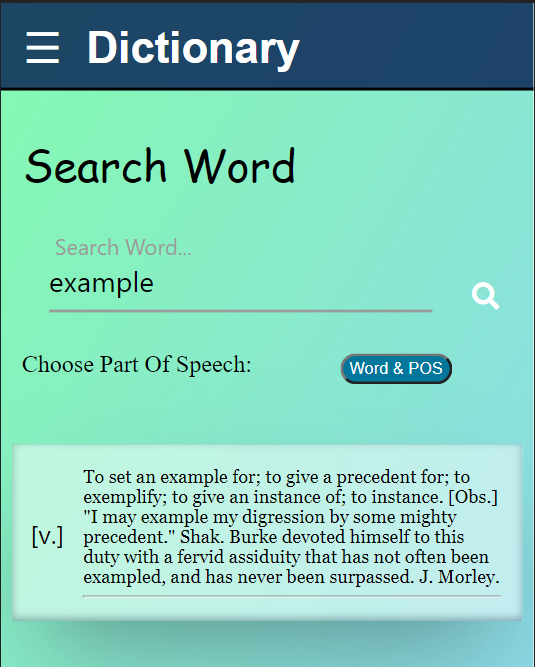 ☰ Dictionary
Search Word
Search Word...
example
Choose Part Of Speech:
Word & POS
To set an example for; to give a precedent for; to
exemplify; to give an instance of; to instance. [Obs.]
"I may example my digression by some mighty
[v.]
precedent." Shak. Burke devoted himself to this
duty with a fervid assiduity that has not often been
exampled, and has never been surpassed. J. Morley.